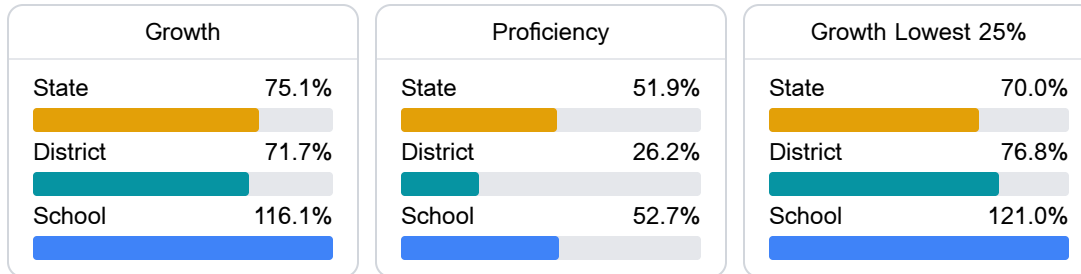 Growth
State 75.1%
District 71.7%
School 116.1%
Proficiency
State 51.9%
District 26.2%
School 52.7%
Growth Lowest 25%
State 70.0%
District 76.8%
School 121.0%